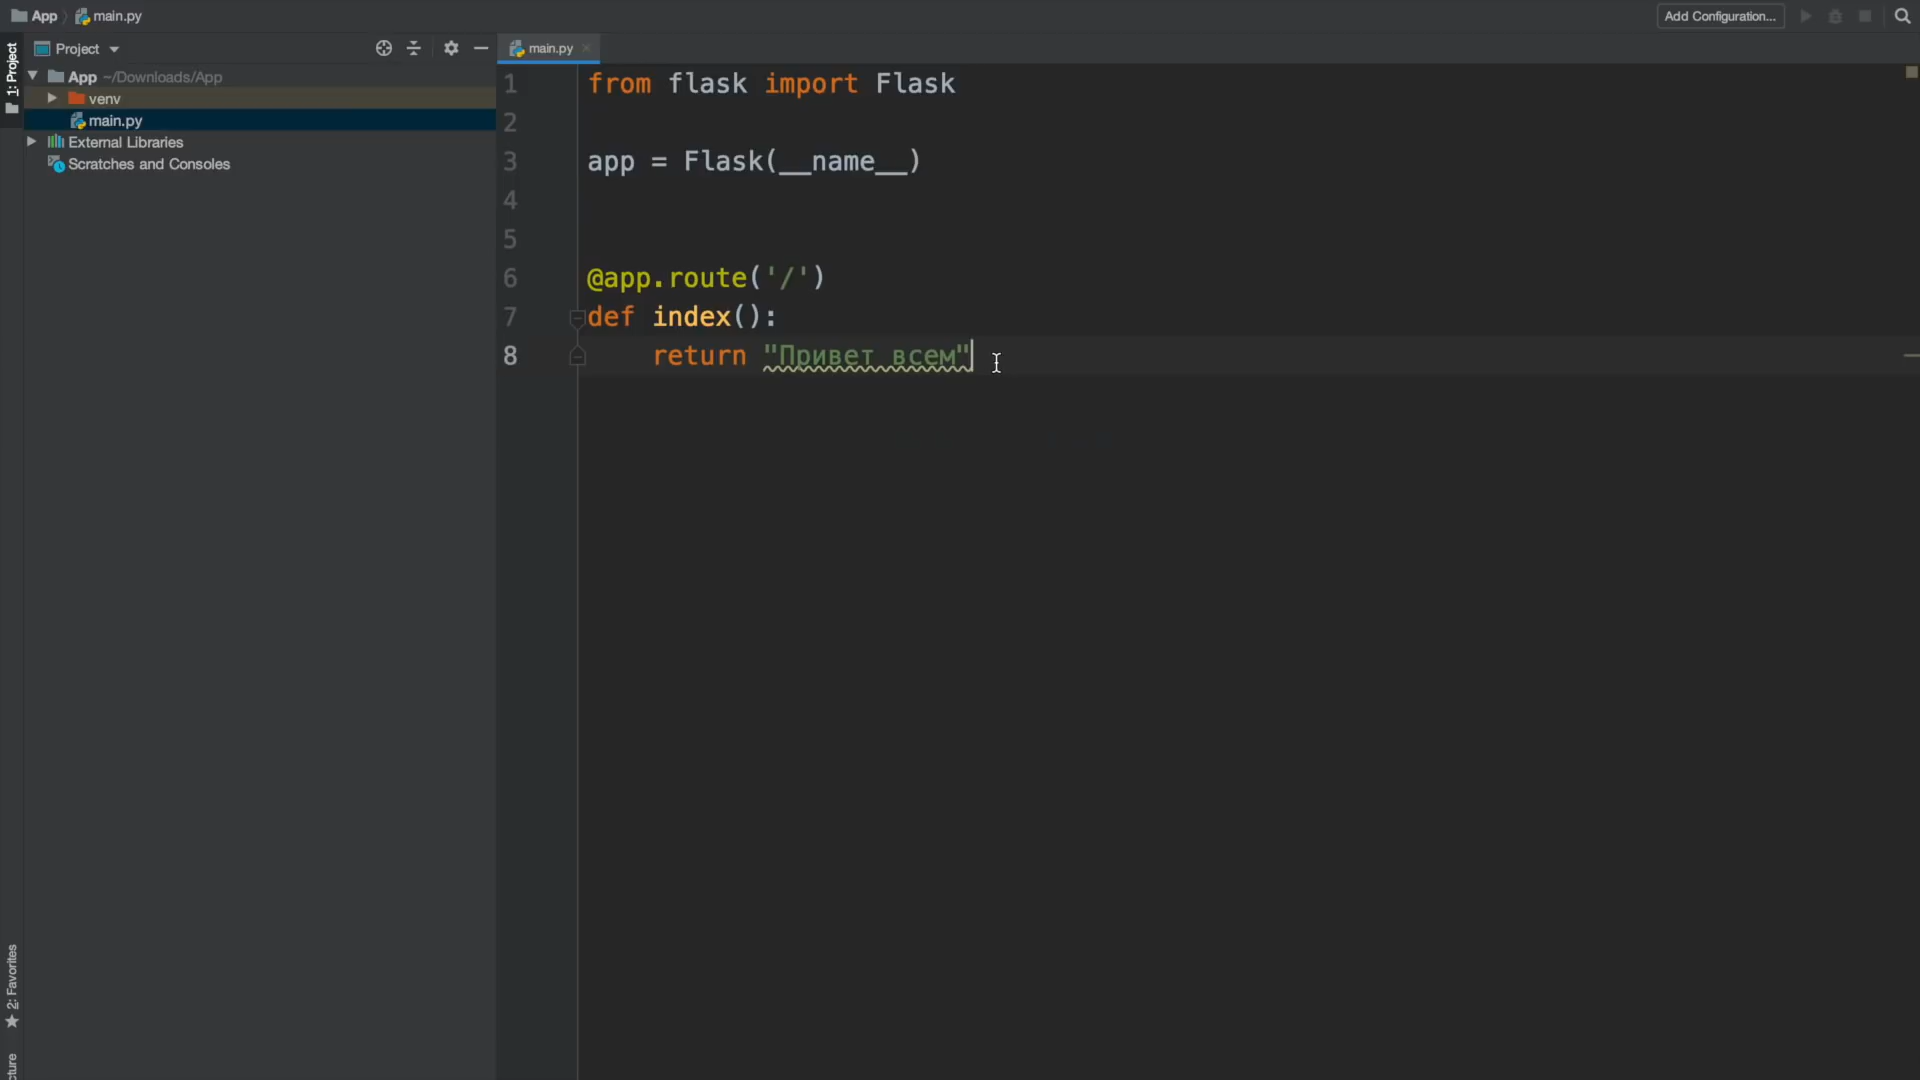 App
main.py
Add Configuration...
1: Project
Project
main.py
App ~/Downloads/App
venv
main.py
External Libraries
Scratches and Consoles
1 from flask import Flask
2
3 app = Flask(__name__)
4
5
6 @app.route('/')
7 def index():
8 return "Привет всем"
2: Favorites
cture